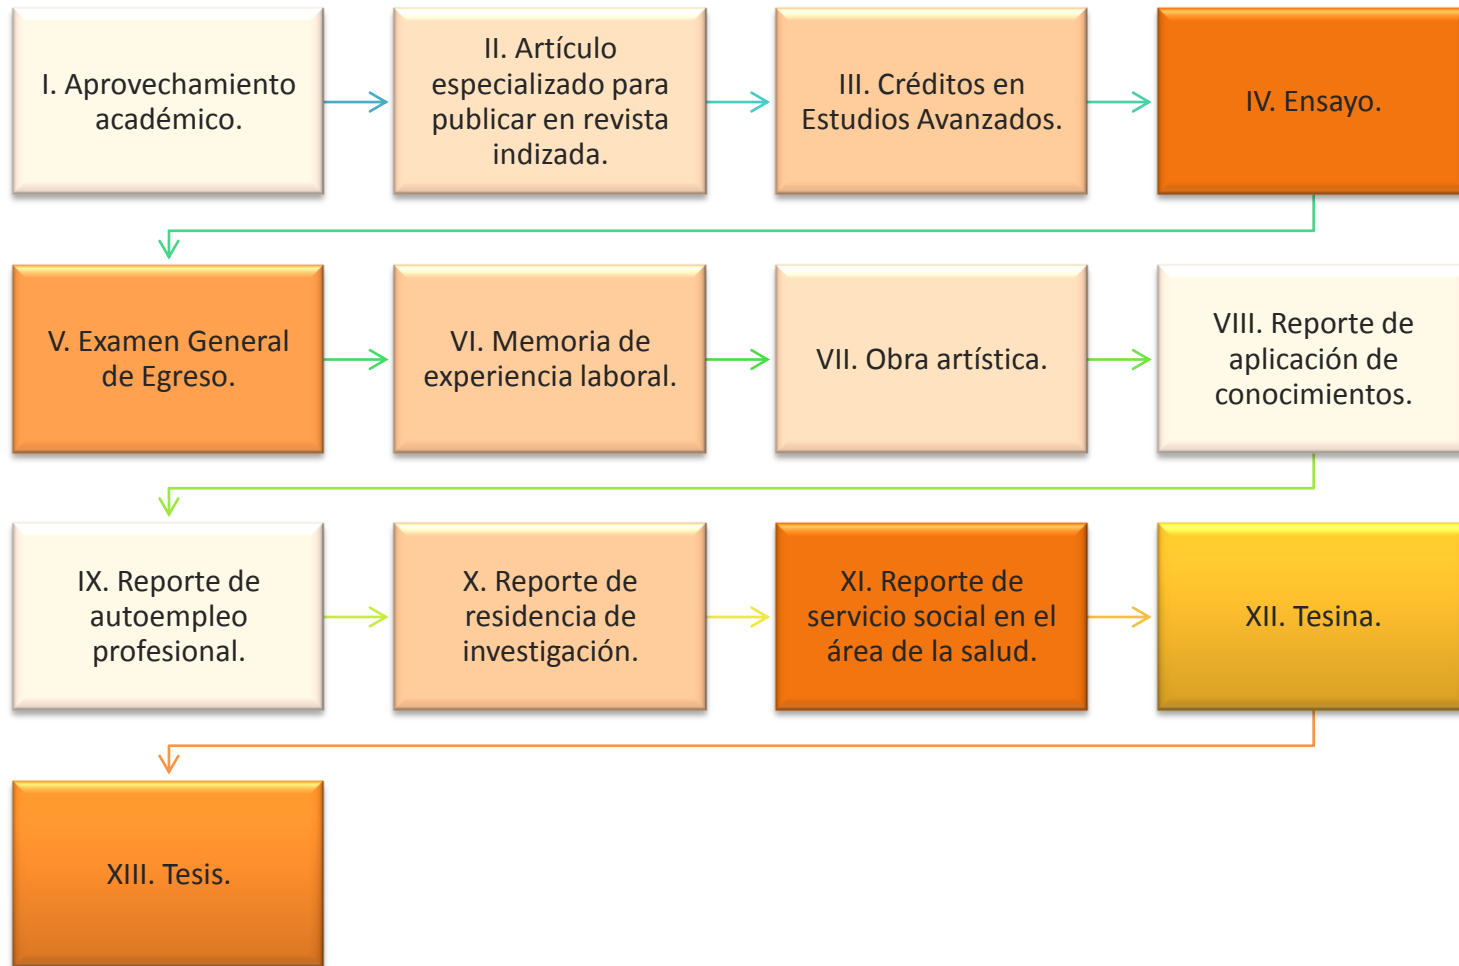 I. Aprovechamiento
académico.
II. Artículo
especializado para
publicar en revista
indizada.
III. Créditos en
Estudios Avanzados.
IV. Ensayo.
V. Examen General
de Egreso.
VI. Memoria de
experiencia laboral.
VII. Obra artística.
VIII. Reporte de
aplicación de
conocimientos.
IX. Reporte de
autoempleo
profesional.
X. Reporte de
residencia de
investigación.
XI. Reporte de
servicio social en el
área de la salud.
XII. Tesina.
XIII. Tesis.